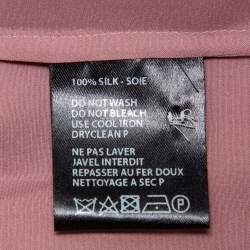 100% SILK - SOIE
DO NOT WASH
DO NOT BLEACH
USE COOL IRON
DRYCLEAN P
NE PAS LAVER
JAVEL INTERDIT
REPASSER AU FER DOUX
NETTOYAGE A SEC P
P